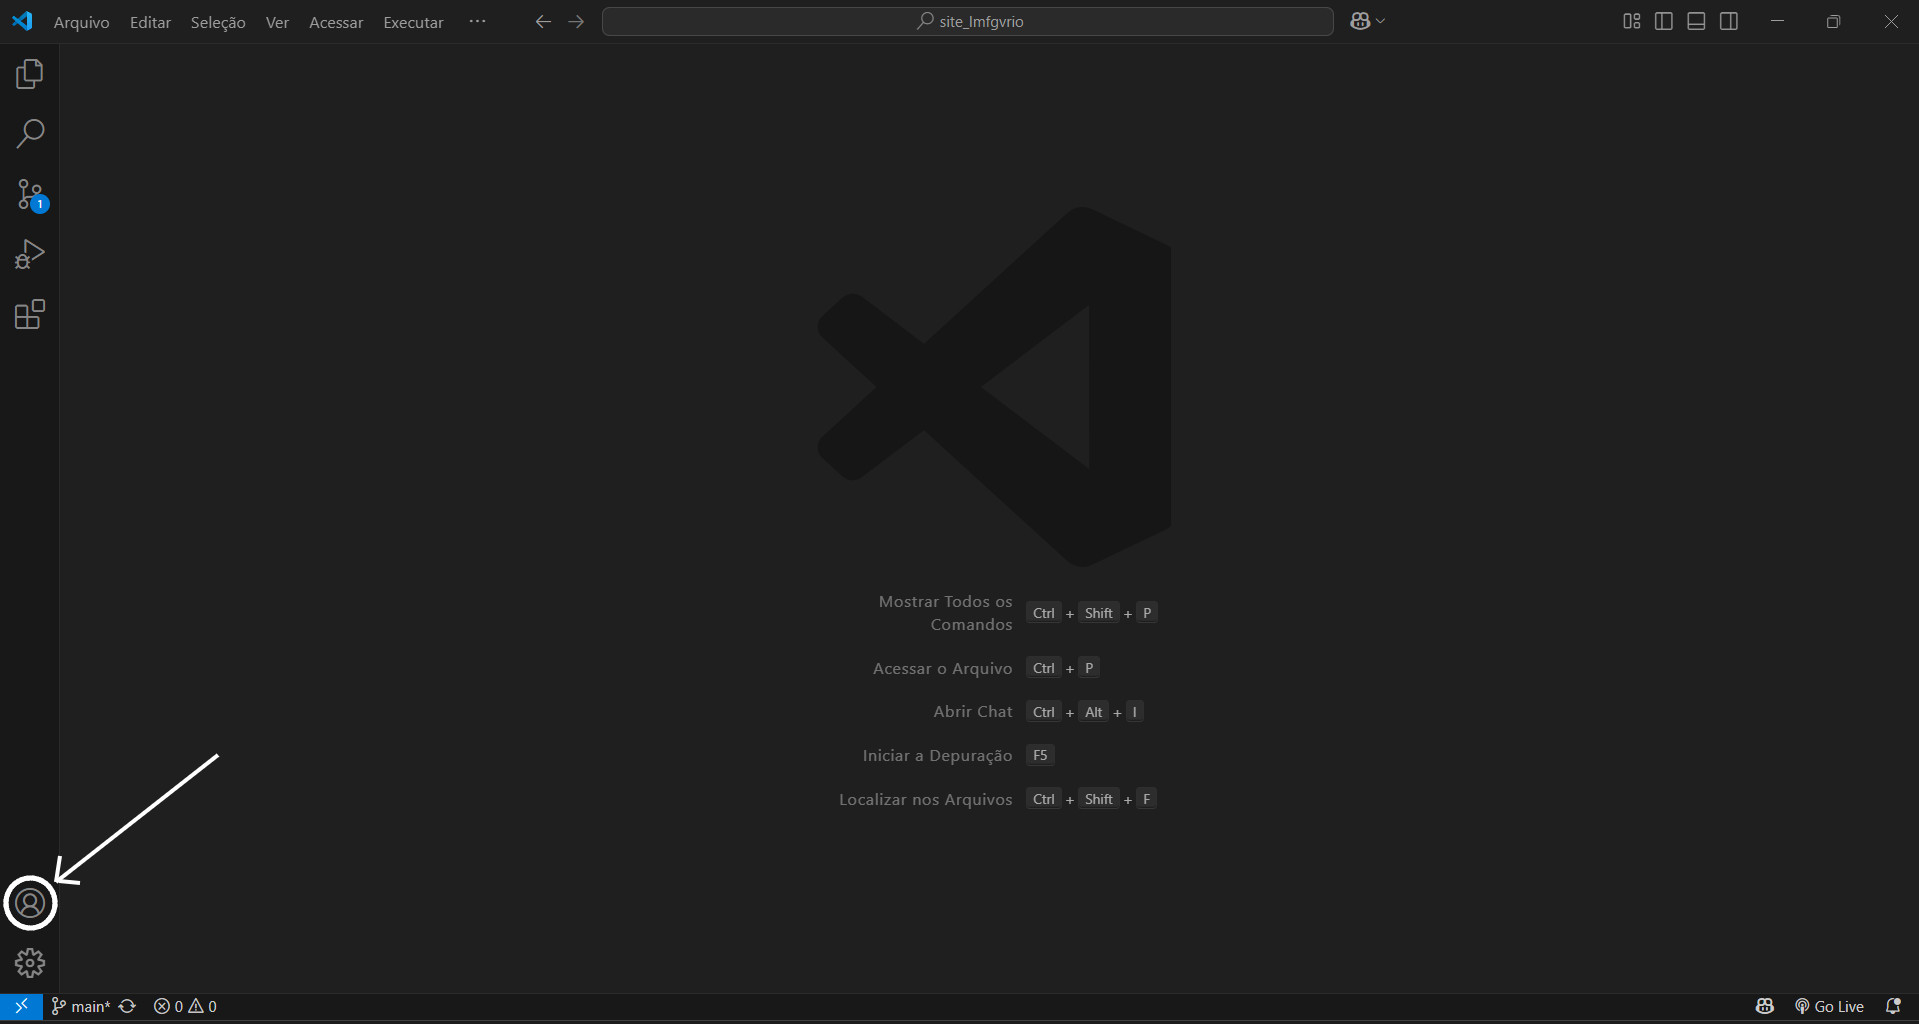 Arquivo Editar Seleção Ver Acessar Executar ··· site_lmfgvrio
1
Mostrar Todos os
Comandos Ctrl + Shift + P
Acessar o Arquivo Ctrl + P
Abrir Chat Ctrl + Alt + I
Iniciar a Depuração F5
Localizar nos Arquivos Ctrl + Shift + F
main* 0 0 Go Live